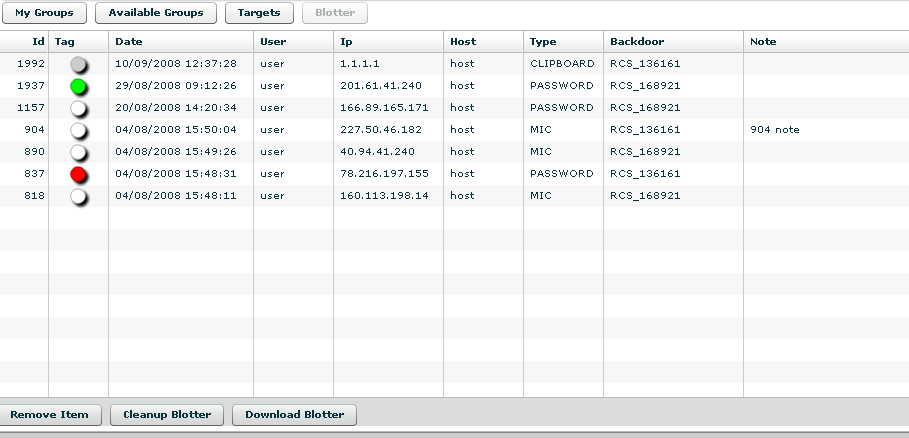 My Groups Available Groups Targets Blotter
Id Tag Date User Ip Host Type Backdoor Note
1992 10/09/2008 12:37:28 user 1.1.1.1 host CLIPBOARD RCS_136161
1937 29/08/2008 09:12:26 user 201.61.41.240 host PASSWORD RCS_168921
1157 20/08/2008 14:20:34 user 166.89.165.171 host PASSWORD RCS_168921
904 04/08/2008 15:50:04 user 227.50.46.182 host MIC RCS_136161 904 note
890 04/08/2008 15:49:26 user 40.94.41.240 host MIC RCS_168921
837 04/08/2008 15:48:31 user 78.216.197.155 host PASSWORD RCS_136161
818 04/08/2008 15:48:11 user 160.113.198.14 host MIC RCS_168921
Remove Item Cleanup Blotter Download Blotter